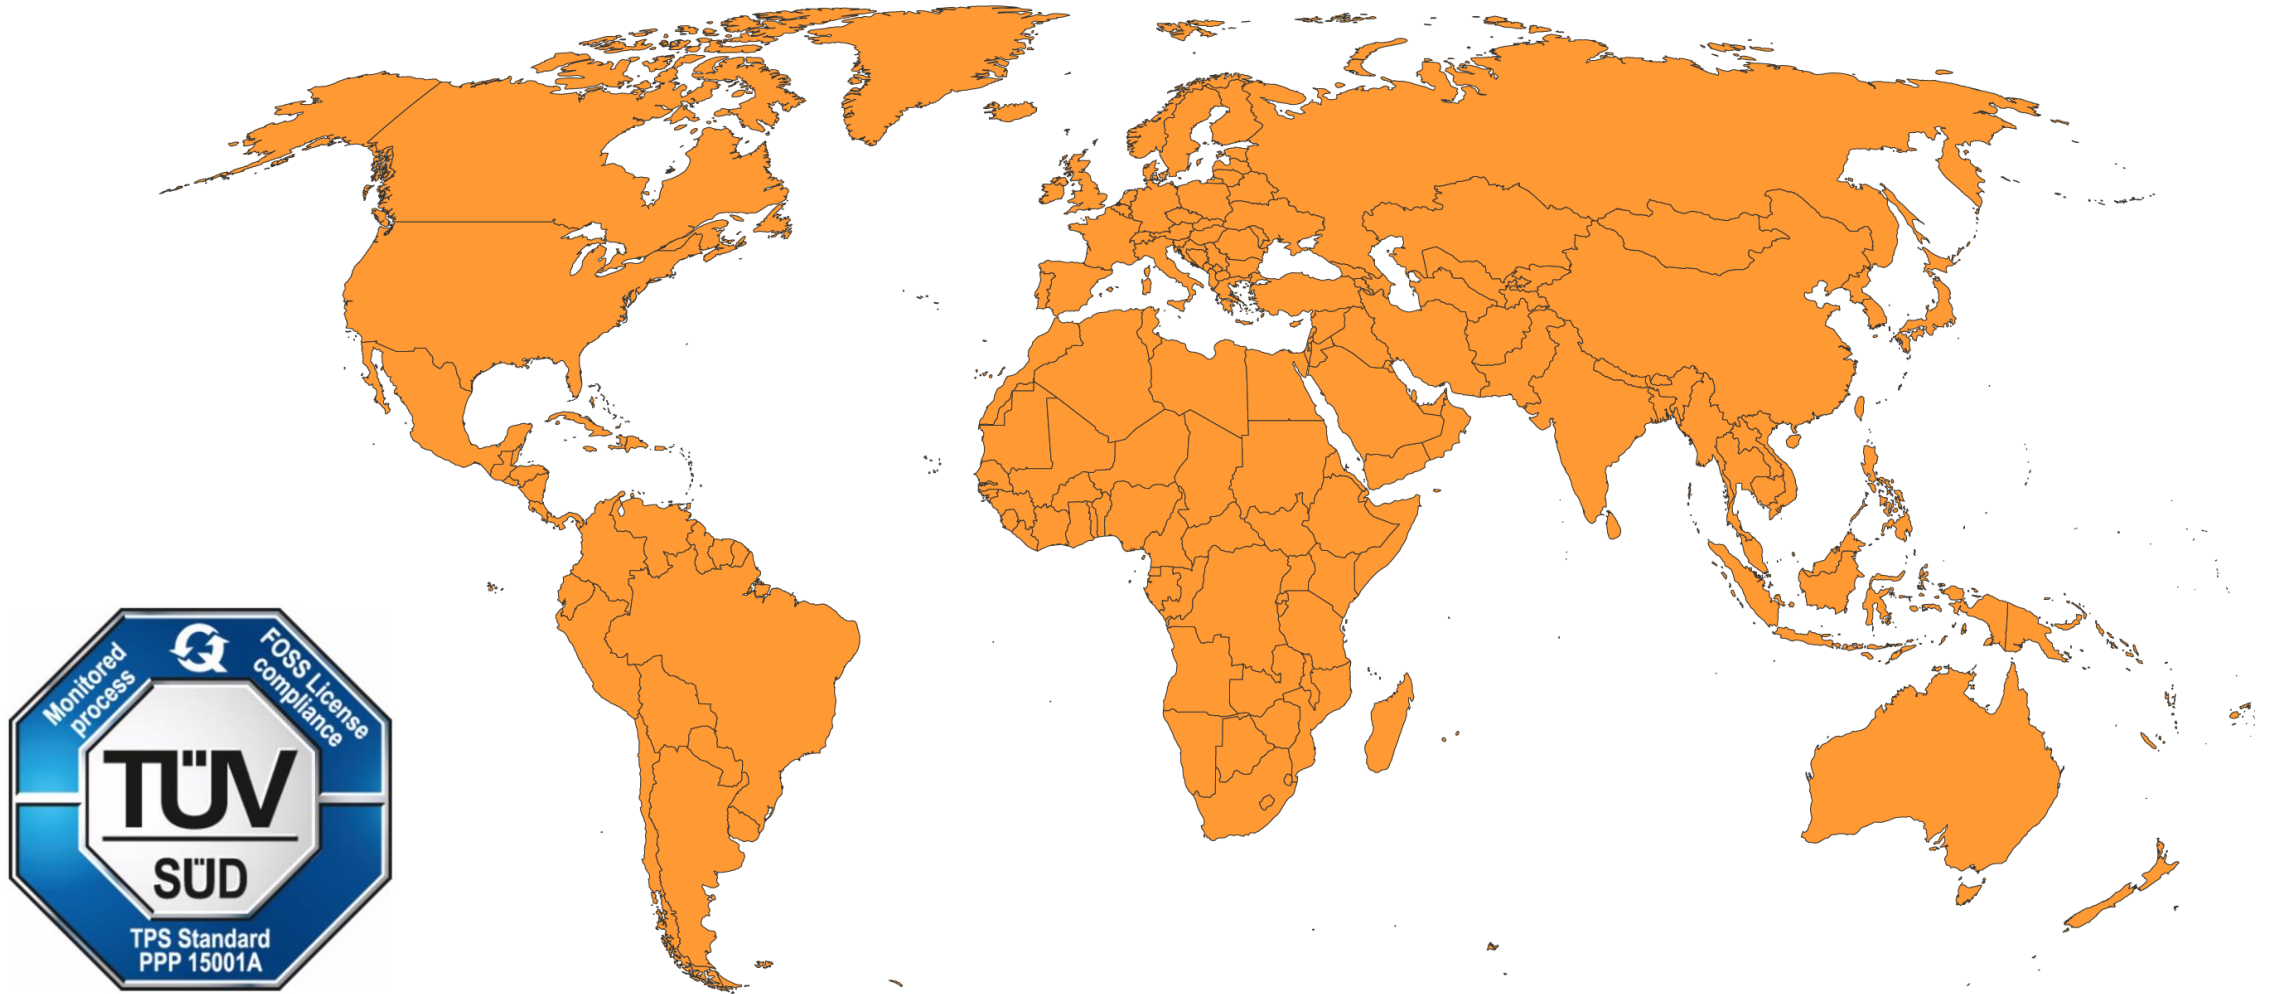 Monitored
process
FOSS License
compliance
TÜV
SÜD
TPS Standard
PPP 15001A